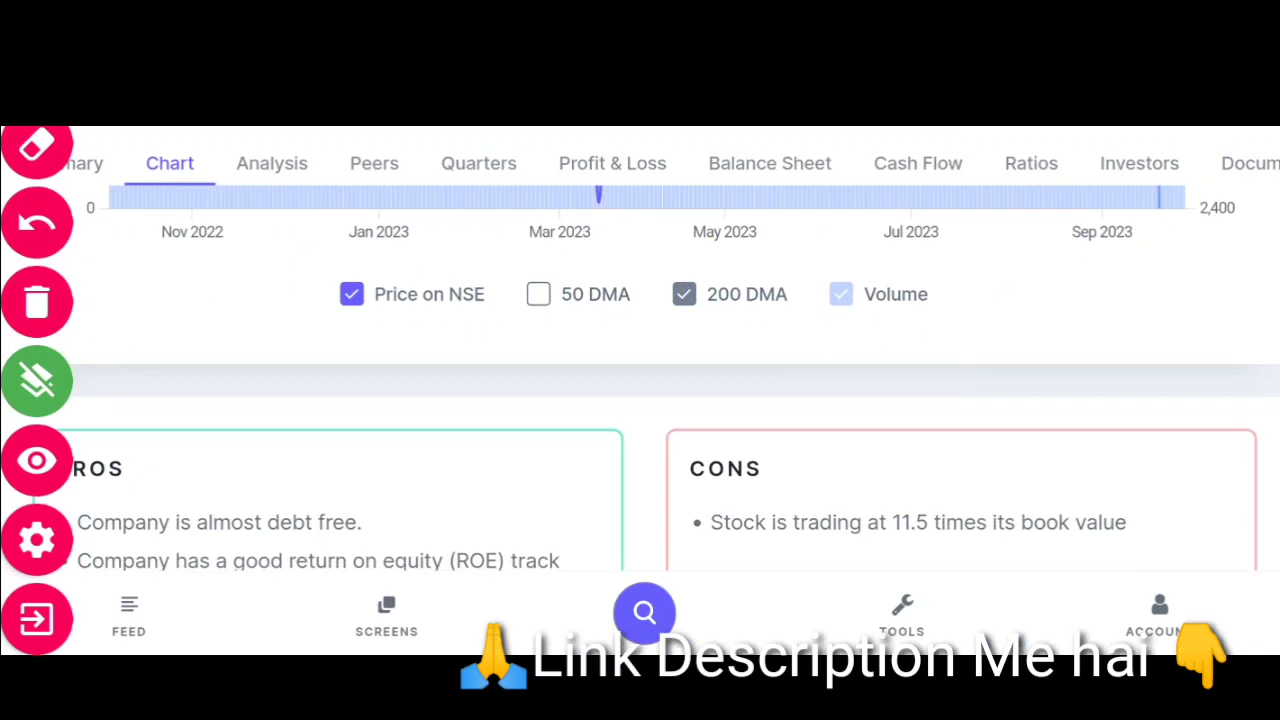 mary Chart Analysis Peers Quarters Profit & Loss Balance Sheet Cash Flow Ratios Investors Docum
0 2,400
Nov 2022 Jan 2023 Mar 2023 May 2023 Jul 2023 Sep 2023
Price on NSE 50 DMA 200 DMA Volume
ROS CONS
Company is almost debt free. • Stock is trading at 11.5 times its book value
Company has a good return on equity (ROE) track
FEED SCREENS TOOLS ACCOUN
🙏Link Description Me hai 👇